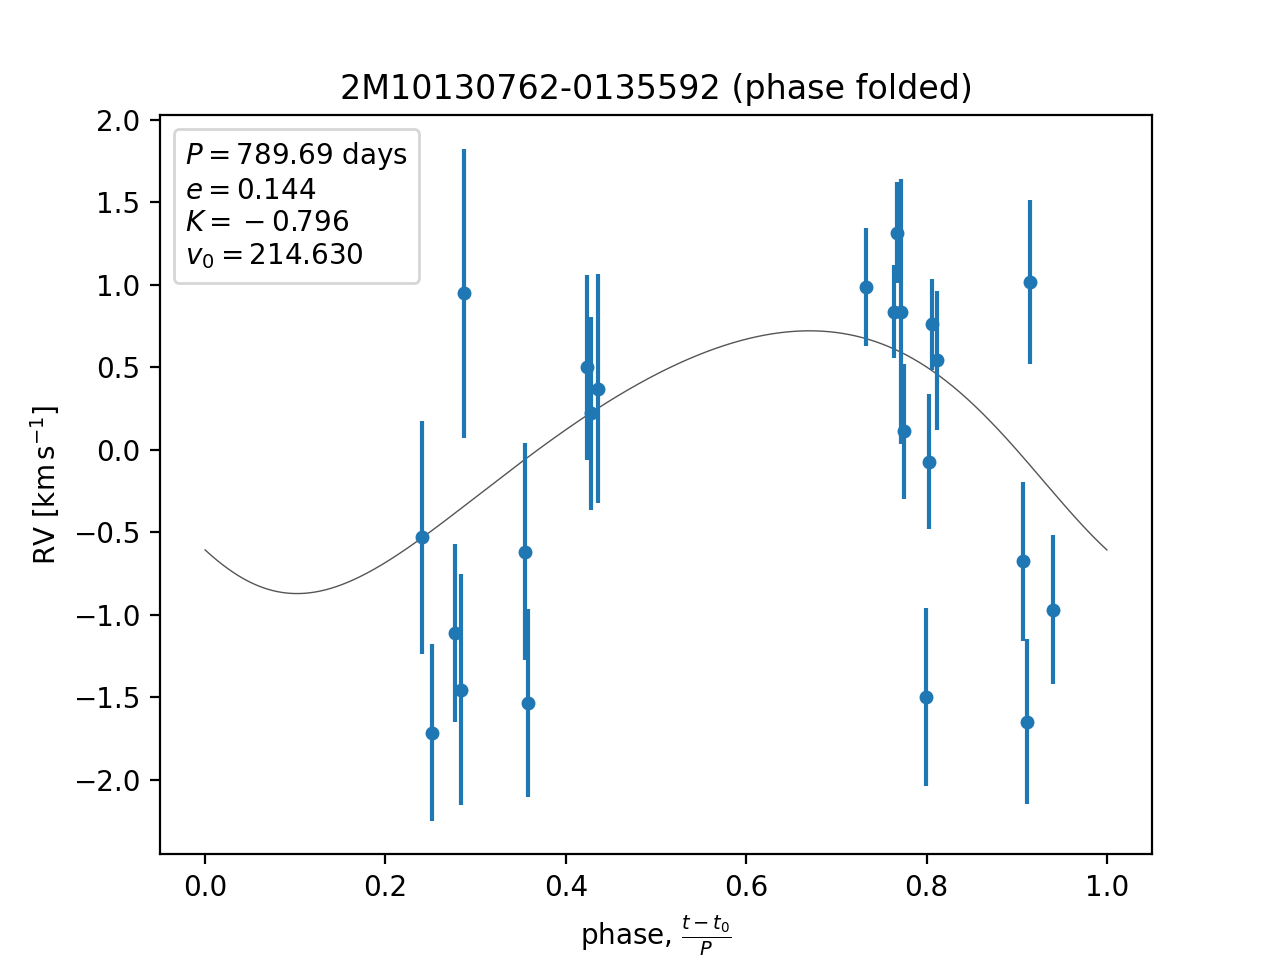 2M10130762-0135592 (phase folded)
P = 789.69 days
e = 0.144
K = −0.796
v₀ = 214.630
2.0
1.5
1.0
0.5
0.0
−0.5
−1.0
−1.5
−2.0
RV [km s⁻¹]
0.0 0.2 0.4 0.6 0.8 1.0
phase, (t − t₀)/P